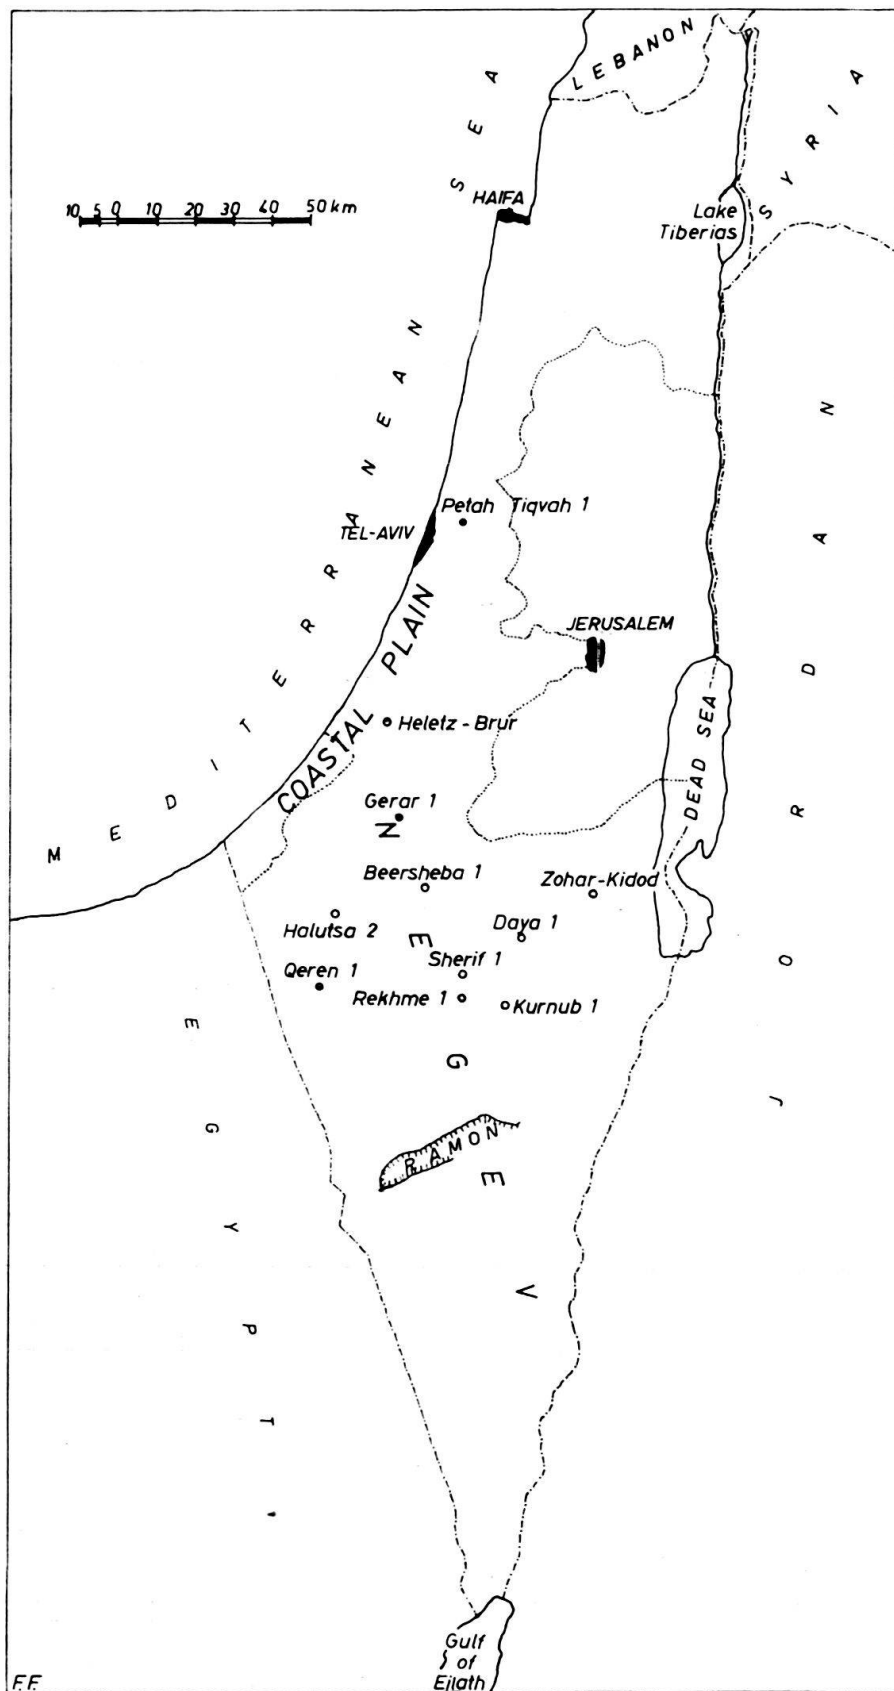 LEBANON
SYRIA
MEDITERRANEAN SEA
10 5 0 10 20 30 40 50 km
HAIFA
Lake
Tiberias
Petah Tiqvah 1
TEL-AVIV
JORDAN
COASTAL PLAIN
JERUSALEM
Heletz - Brur
DEAD SEA
Gerar 1
NEGEV
Beersheba 1
Zohar-Kidod
Halutsa 2
Daya 1
Sherif 1
Qeren 1
Rekhme 1
Kurnub 1
EGYPT
RAMON
Gulf
of
Eilath
F.F.